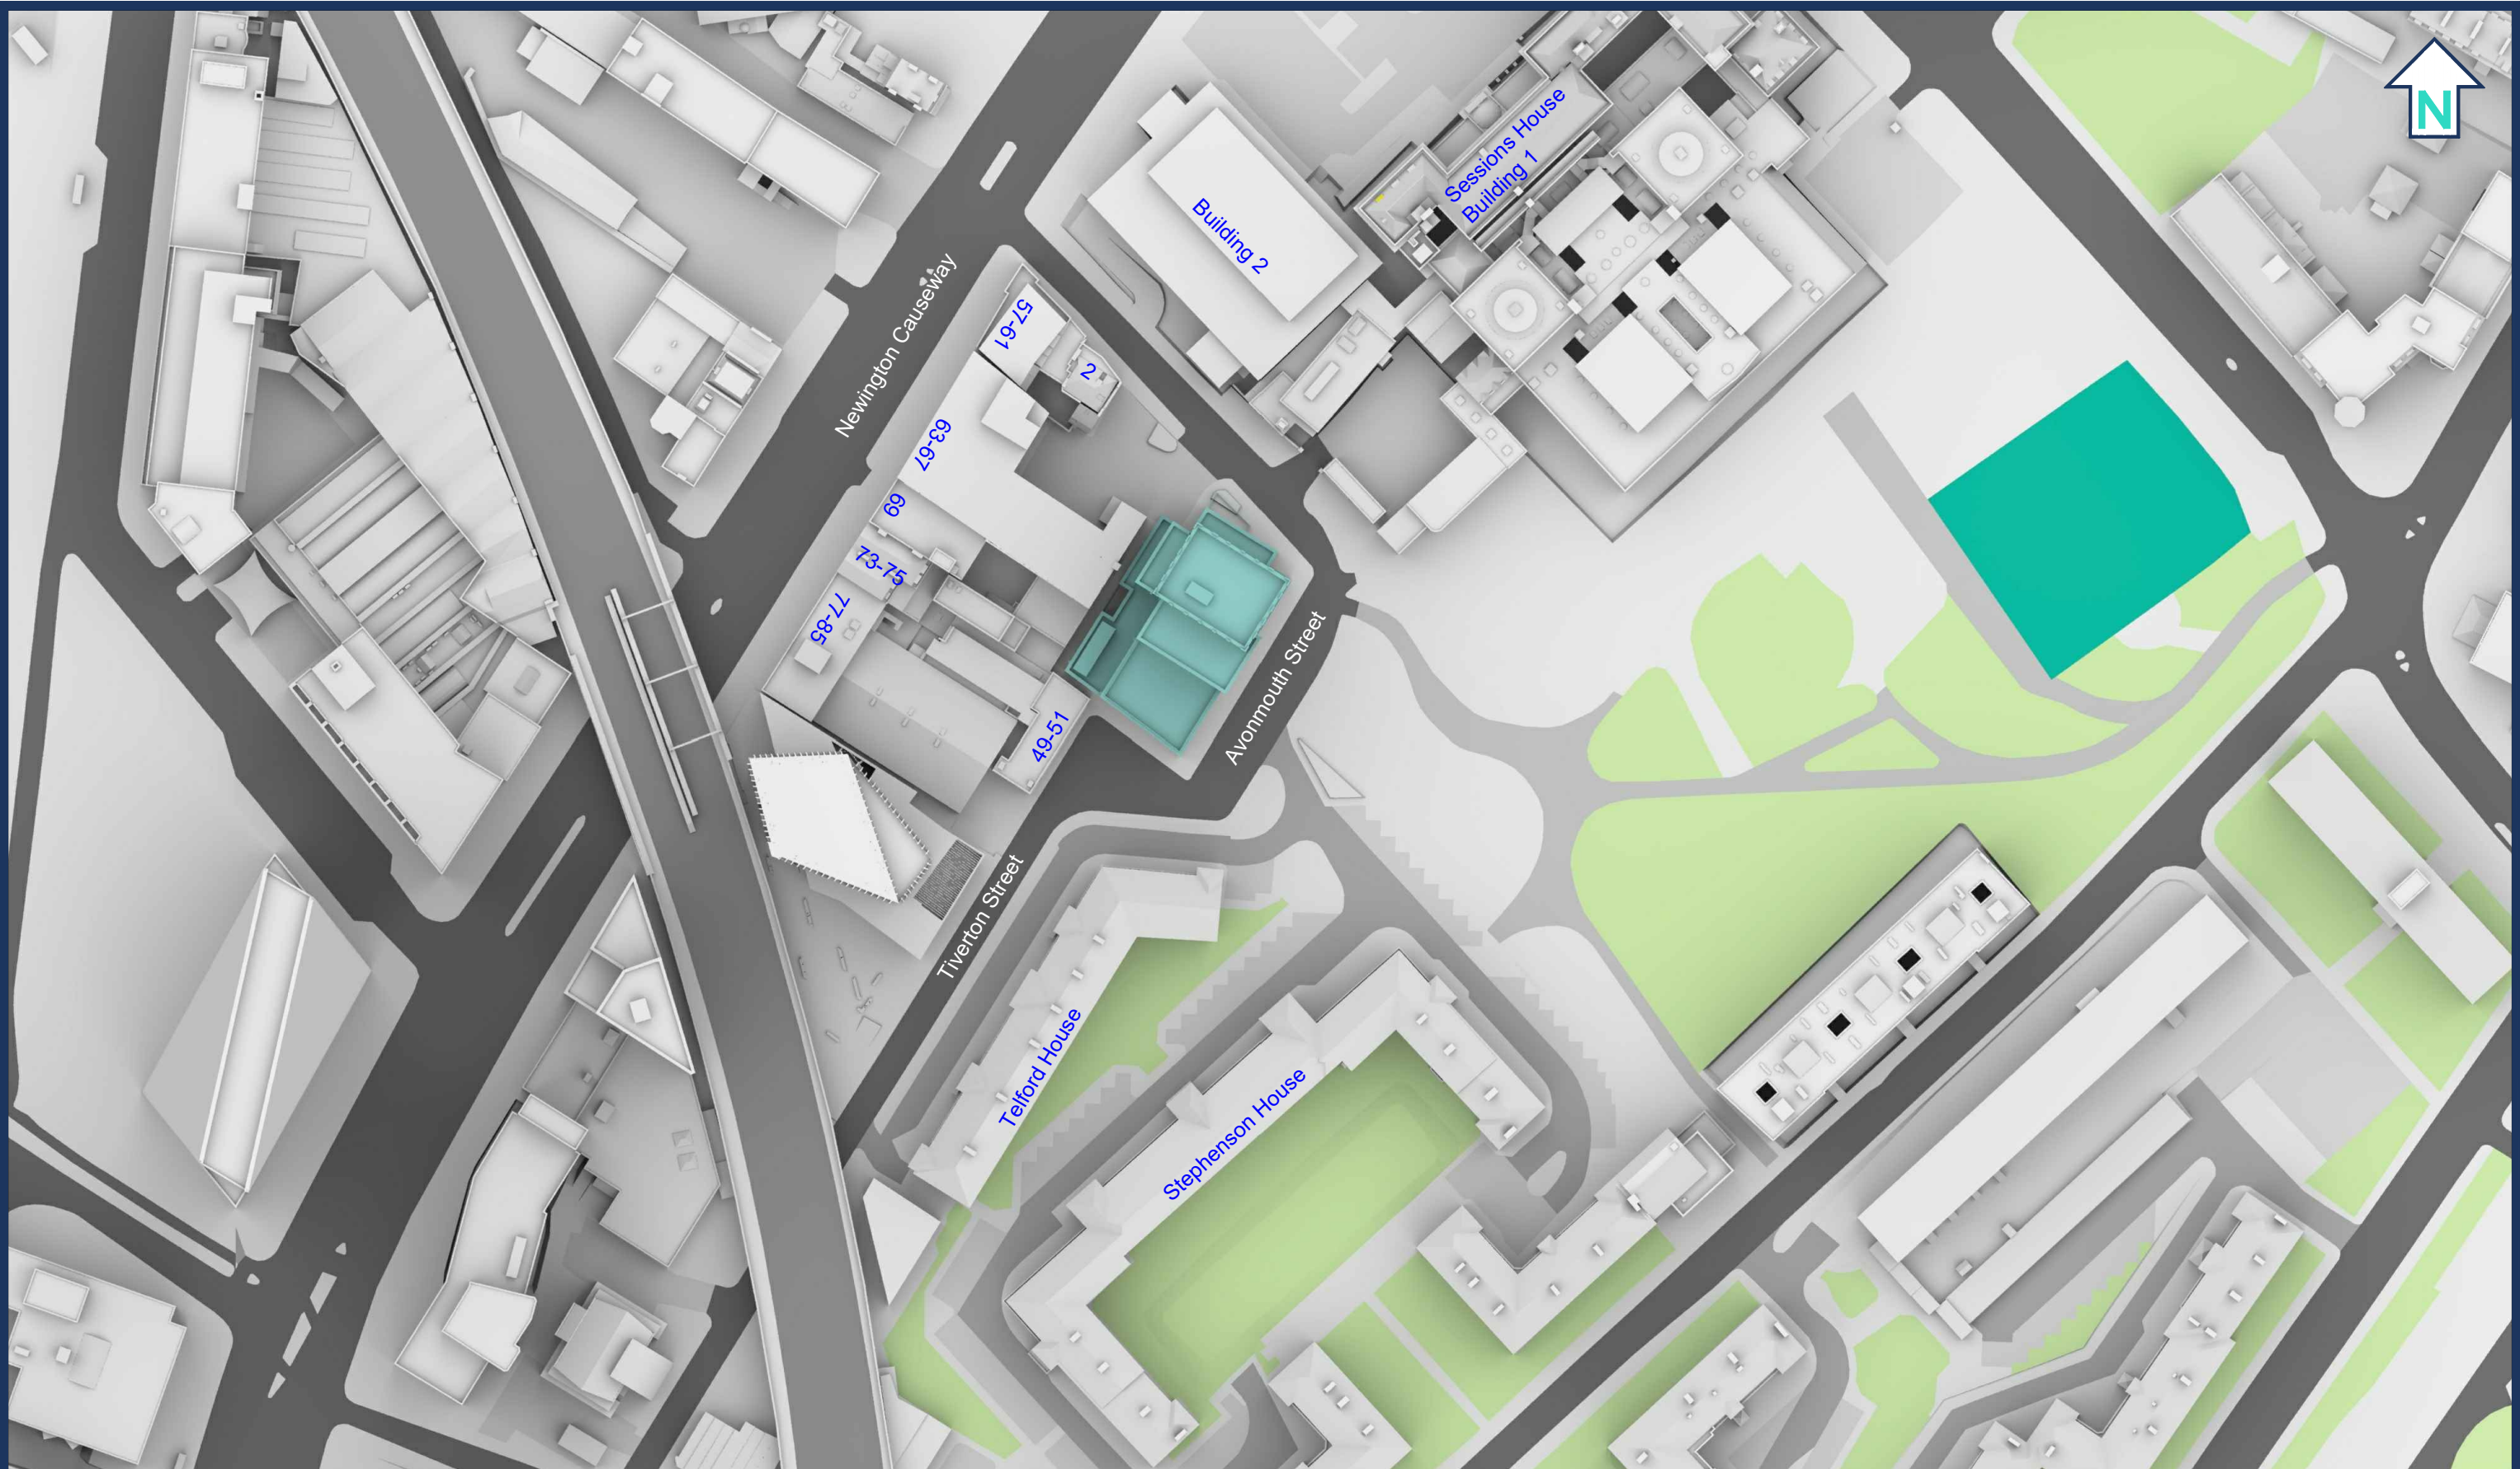 N
Sessions House
Building 1
Building 2
Newington Causeway
57-61
2
63-67
69
73-75
77-85
49-51
Avonmouth Street
Tiverton Street
Telford House
Stephenson House